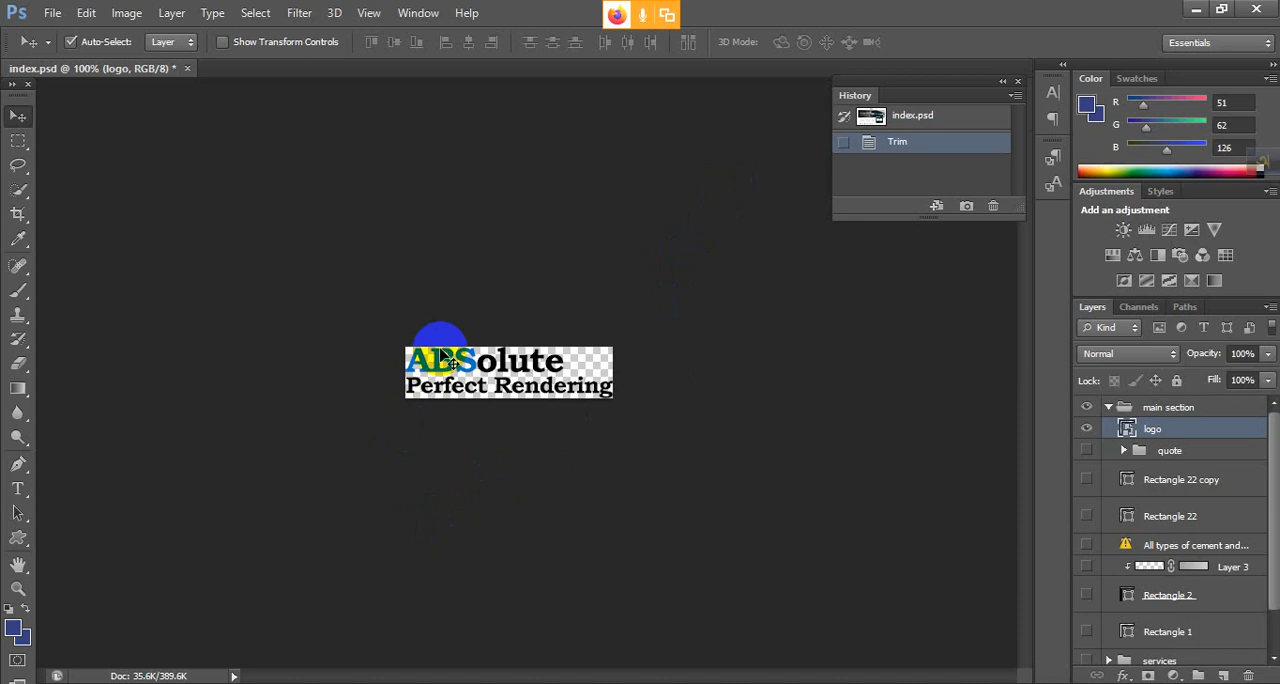 Ps File Edit Image Layer Type Select Filter 3D View Window Help
Auto-Select: Layer Show Transform Controls 3D Mode: Essentials
index.psd @ 100% (logo, RGB/8) * ×
History
index.psd
Trim
Color Swatches
R 51
G 62
B 126
Adjustments Styles
Add an adjustment
ABSolute
Perfect Rendering
Layers Channels Paths
Kind
Normal Opacity: 100%
Lock: Fill: 100%
main section
logo
quote
Rectangle 22 copy
Rectangle 22
All types of cement and...
Layer 3
Rectangle 2
Rectangle 1
services
Doc: 35.6K/389.6K